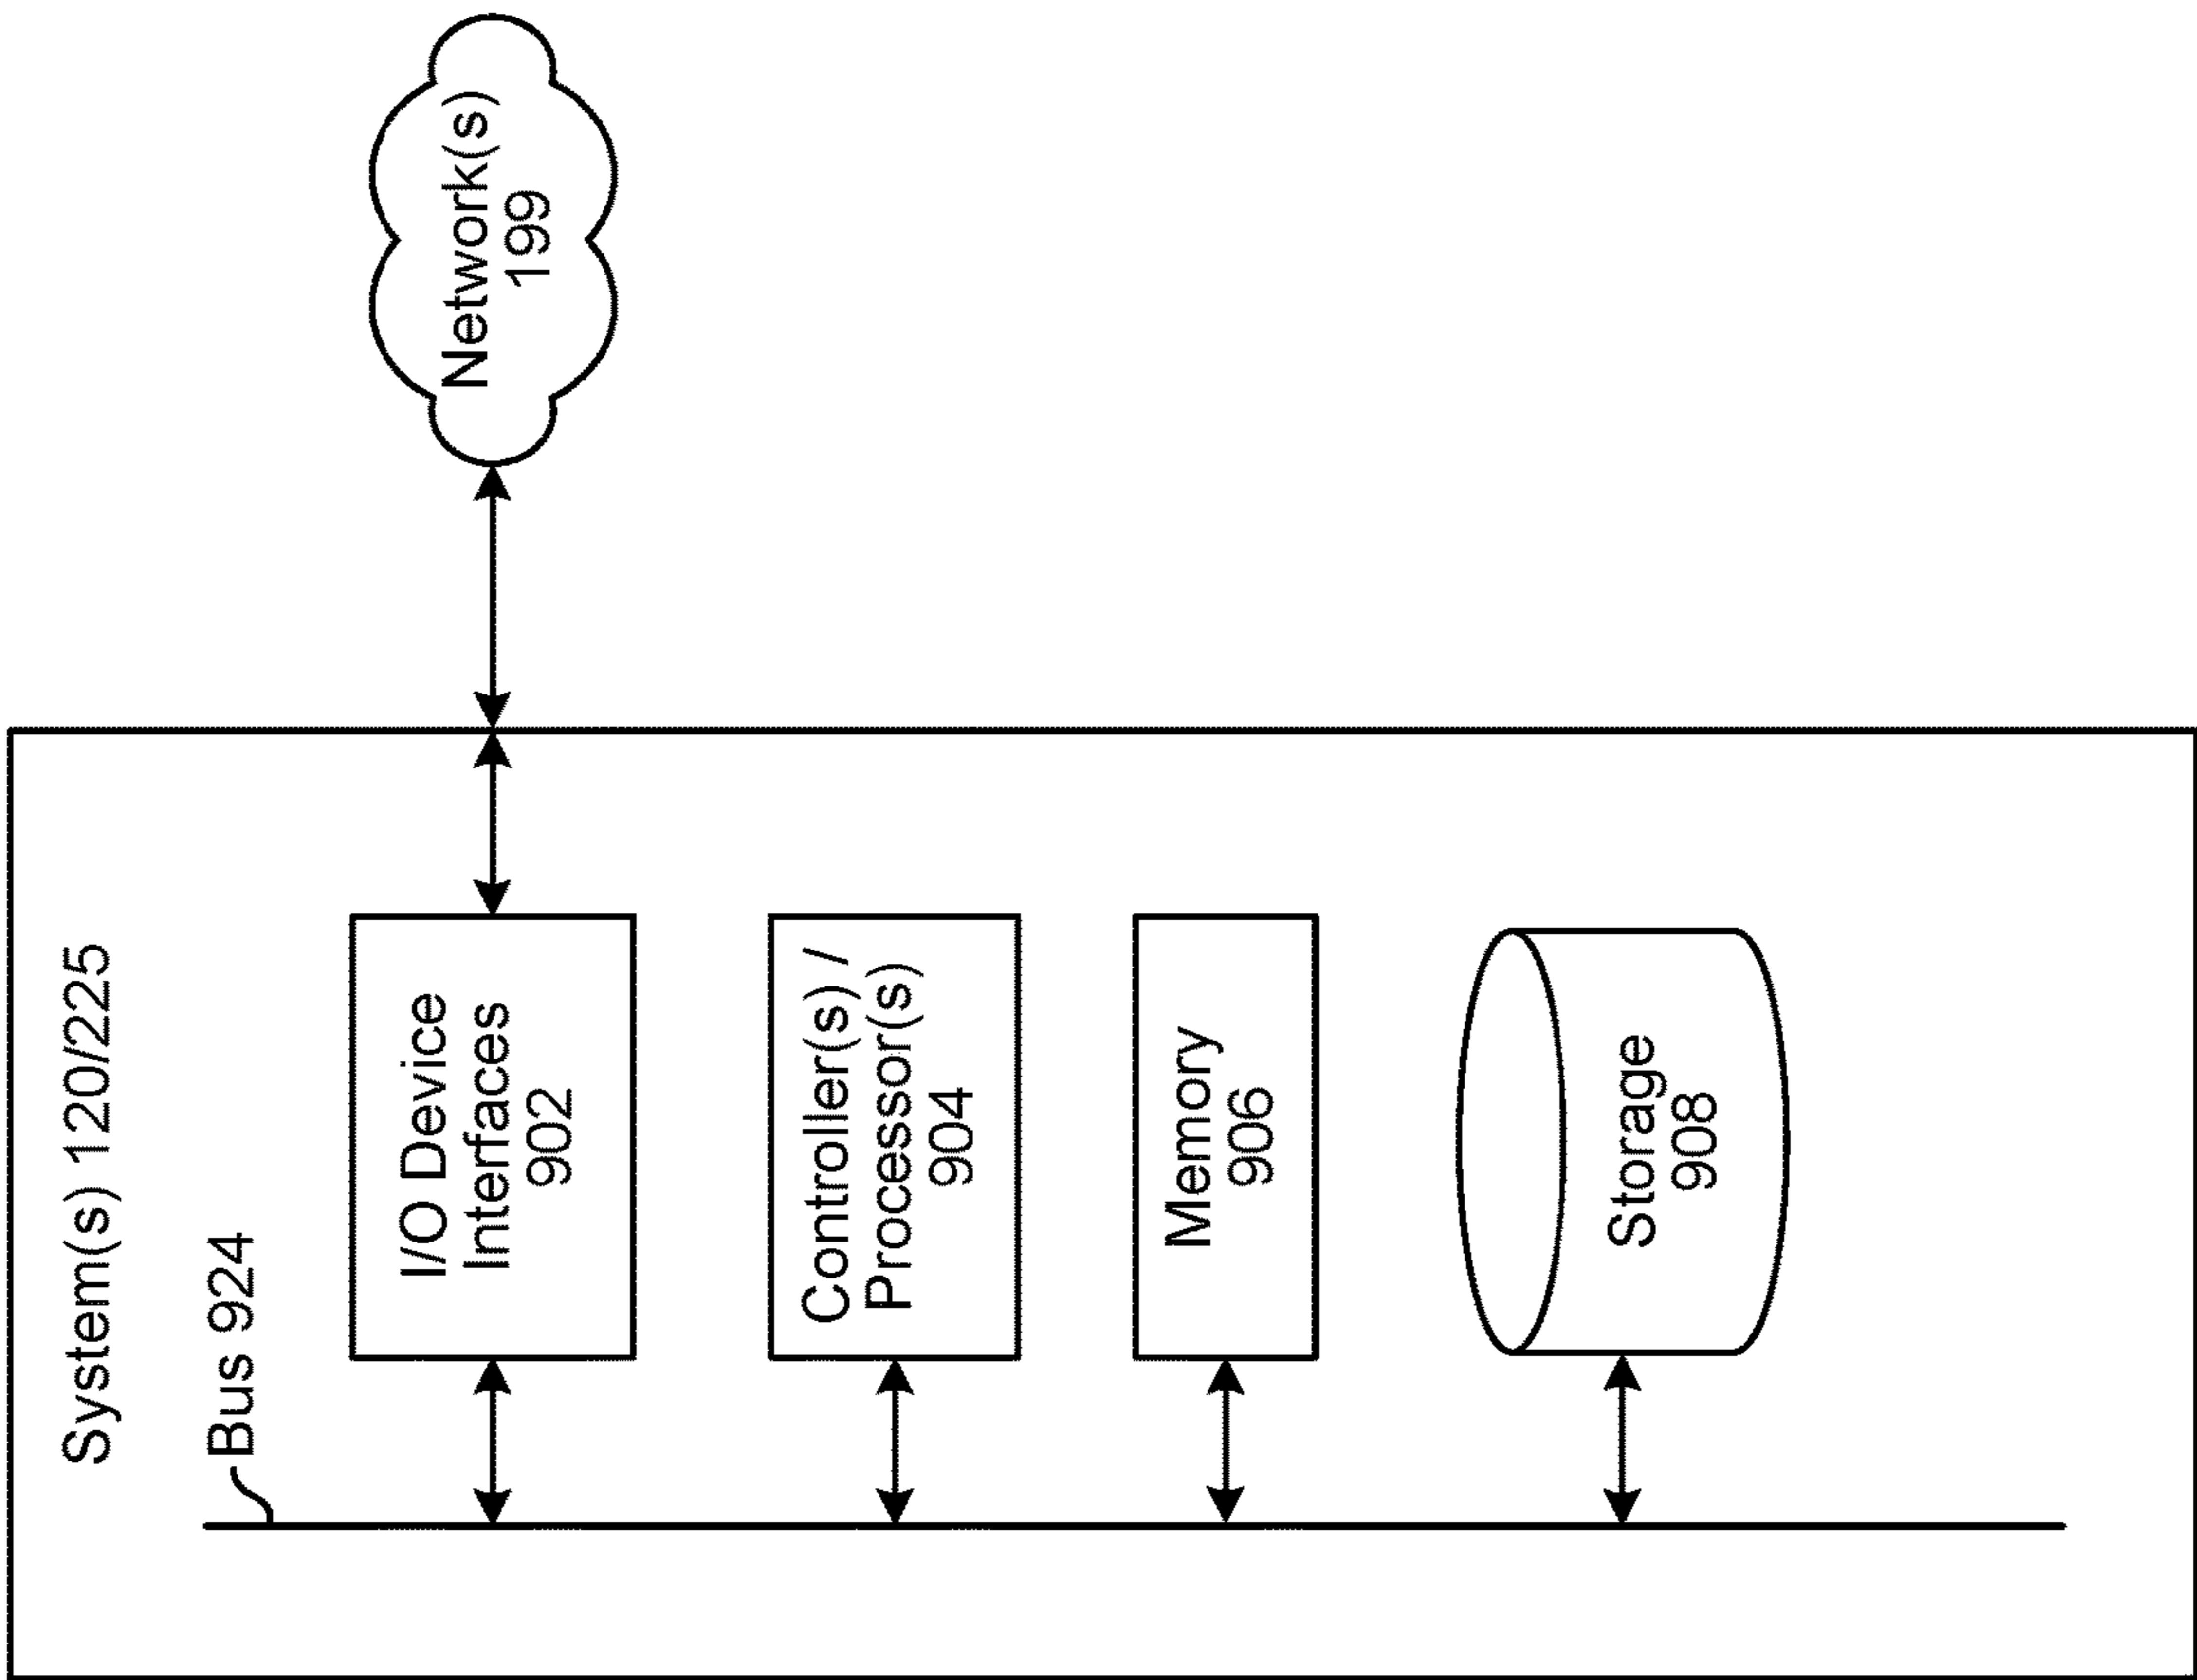 System(s) 120/225
Bus 924
I/O Device
Interfaces
902
Network(s)
199
Controller(s) /
Processor(s)
904
Memory
906
Storage
908